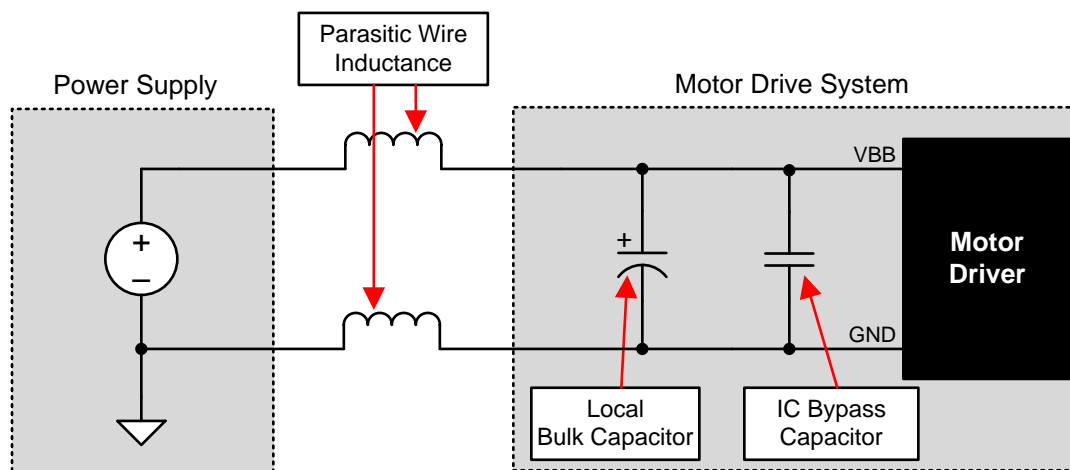 Parasitic Wire
Inductance
Power Supply
Motor Drive System
VBB
+
–
+
Motor
Driver
GND
Local
Bulk Capacitor
IC Bypass
Capacitor